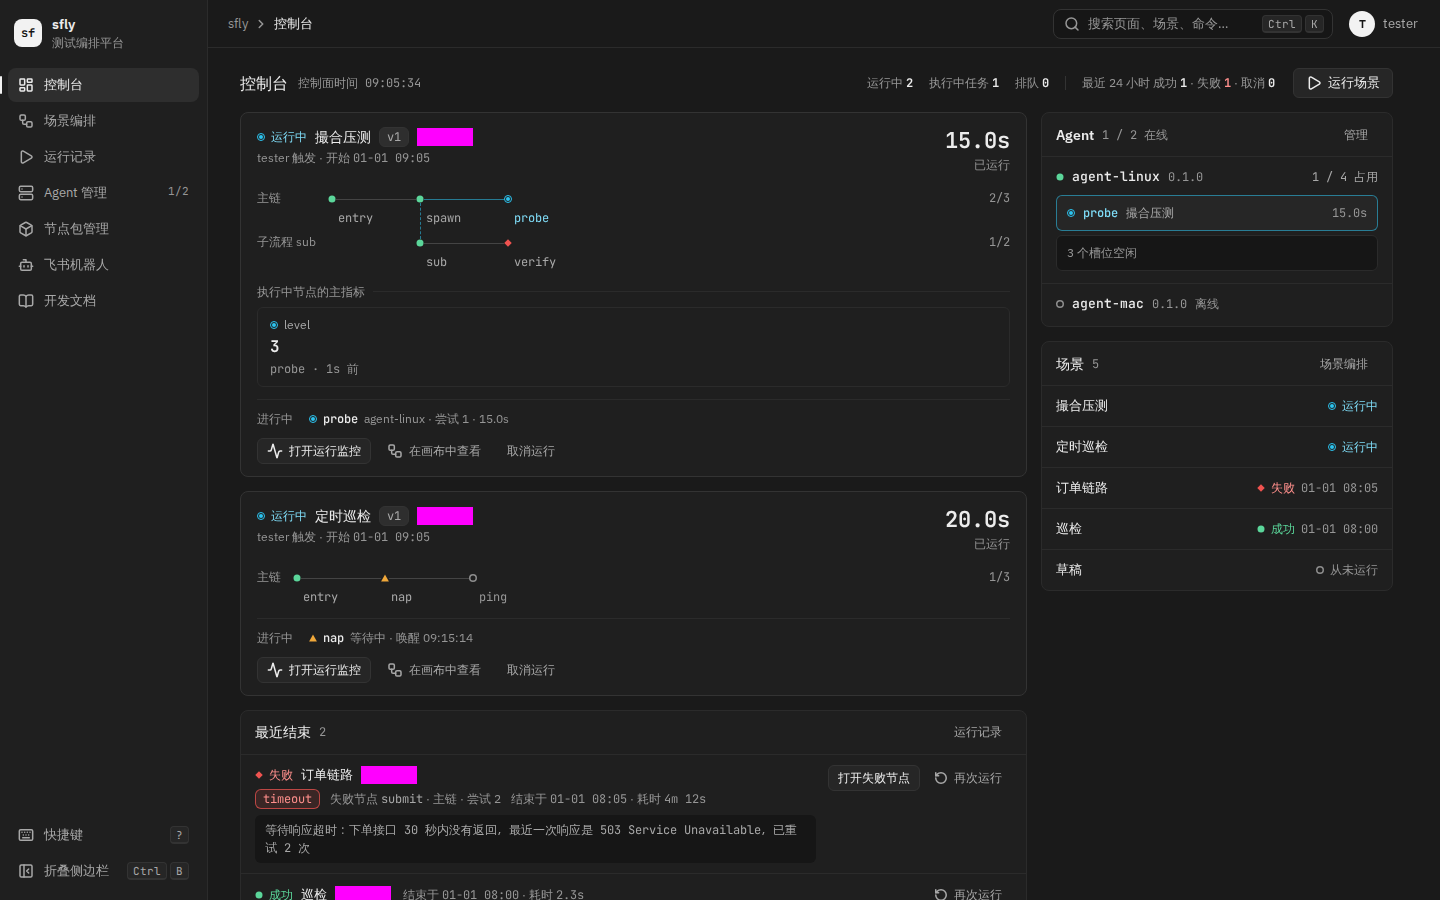 sf
sfly
测试编排平台
控制台
场景编排
运行记录
Agent 管理 1/2
节点包管理
飞书机器人
开发文档
快捷键 ?
折叠侧边栏 Ctrl B
sfly > 控制台
搜索页面、场景、命令... Ctrl K
T tester
控制台 控制面时间 09:05:34
运行中 2 执行中任务 1 排队 0 最近 24 小时 成功 1 · 失败 1 · 取消 0
运行场景
运行中 撮合压测 v1
15.0s
tester 触发 · 开始 01-01 09:05
已运行
主链 2/3
entry spawn probe
子流程 sub 1/2
sub verify
执行中节点的主指标
level
3
probe · 1s 前
进行中 probe agent-linux · 尝试 1 · 15.0s
打开运行监控 在画布中查看 取消运行
运行中 定时巡检 v1
20.0s
tester 触发 · 开始 01-01 09:05
已运行
主链 1/3
entry nap ping
进行中 nap 等待中 · 唤醒 09:15:14
打开运行监控 在画布中查看 取消运行
最近结束 2 运行记录
失败 订单链路
打开失败节点 再次运行
timeout 失败节点 submit · 主链 · 尝试 2 结束于 01-01 08:05 · 耗时 4m 12s
等待响应超时：下单接口 30 秒内没有返回，最近一次响应是 503 Service Unavailable，已重
试 2 次
成功 巡检 结束于 01-01 08:00 · 耗时 2.3s 再次运行
Agent 1 / 2 在线 管理
agent-linux 0.1.0 1 / 4 占用
probe 撮合压测 15.0s
3 个槽位空闲
agent-mac 0.1.0 离线
场景 5 场景编排
撮合压测 运行中
定时巡检 运行中
订单链路 失败 01-01 08:05
巡检 成功 01-01 08:00
草稿 从未运行